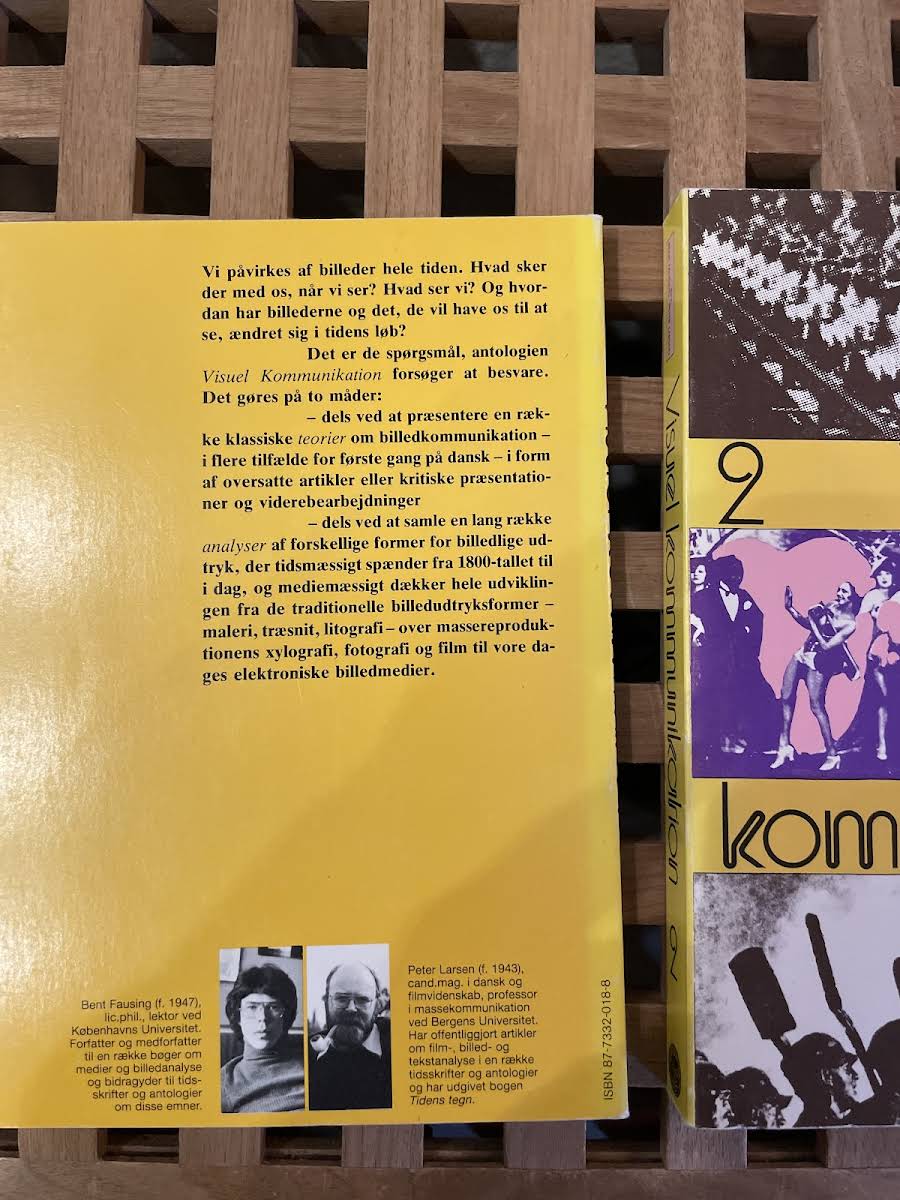 Vi påvirkes af billeder hele tiden. Hvad sker
der med os, når vi ser? Hvad ser vi? Og hvor-
dan har billederne og det, de vil have os til at
se, ændret sig i tidens løb?
Det er de spørgsmål, antologien
Visuel Kommunikation forsøger at besvare.
Det gøres på to måder:
– dels ved at præsentere en ræk-
ke klassiske teorier om billedkommunikation –
i flere tilfælde for første gang på dansk – i form
af oversatte artikler eller kritiske præsentatio-
ner og viderebearbejdninger
– dels ved at samle en lang række
analyser af forskellige former for billedlige ud-
tryk, der tidsmæssigt spænder fra 1800-tallet til
i dag, og mediemæssigt dækker hele udviklin-
gen fra de traditionelle billedudtryksformer –
maleri, træsnit, litografi – over massereproduk-
tionens xylografi, fotografi og film til vore da-
ges elektroniske billedmedier.
Bent Fausing (f. 1947),
lic.phil., lektor ved
Københavns Universitet.
Forfatter og medforfatter
til en række bøger om
medier og billedanalyse
og bidragyder til tids-
skrifter og antologier
om disse emner.
Peter Larsen (f. 1943),
cand.mag. i dansk og
filmvidenskab, professor
i massekommunikation
ved Bergens Universitet.
Har offentliggjort artikler
om film-, billed- og
tekstanalyse i en række
tidsskrifter og antologier
og har udgivet bogen
Tidens tegn.
ISBN 87-7332-018-8
Visuel kommunikation 2
2
kom